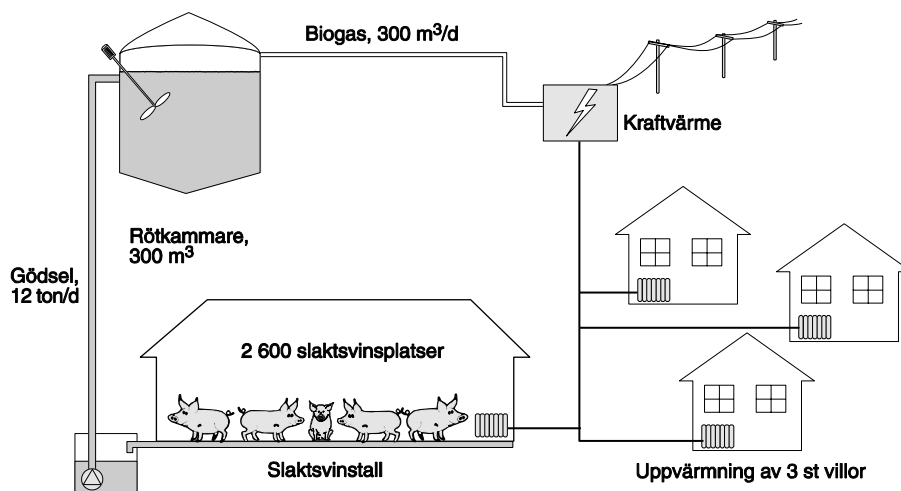 Biogas, 300 m³/d
Kraftvärme
Rötkammare,
300 m³
Gödsel,
12 ton/d
2 600 slaktsvinsplatser
Slaktsvinstall
Uppvärmning av 3 st villor